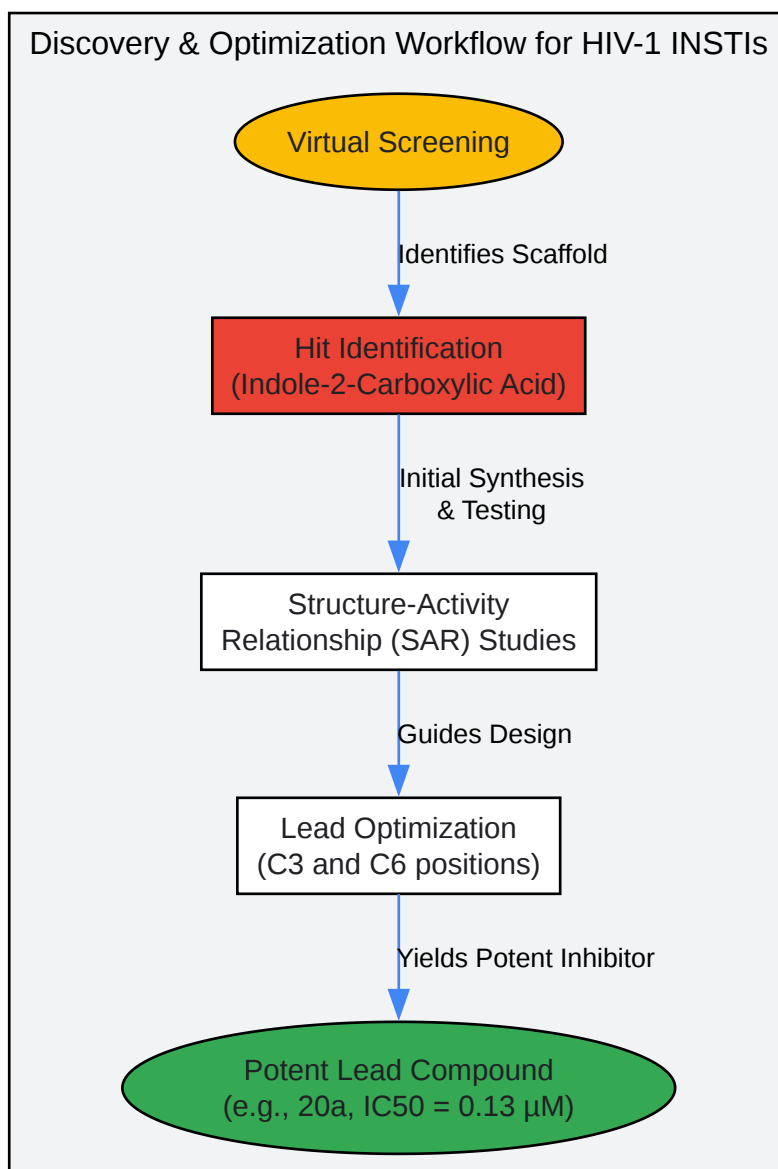 Discovery & Optimization Workflow for HIV-1 INSTIs
Virtual Screening
Identifies Scaffold
Hit Identification
(Indole-2-Carboxylic Acid)
Initial Synthesis
& Testing
Structure-Activity
Relationship (SAR) Studies
Guides Design
Lead Optimization
(C3 and C6 positions)
Yields Potent Inhibitor
Potent Lead Compound
(e.g., 20a, IC50 = 0.13 µM)